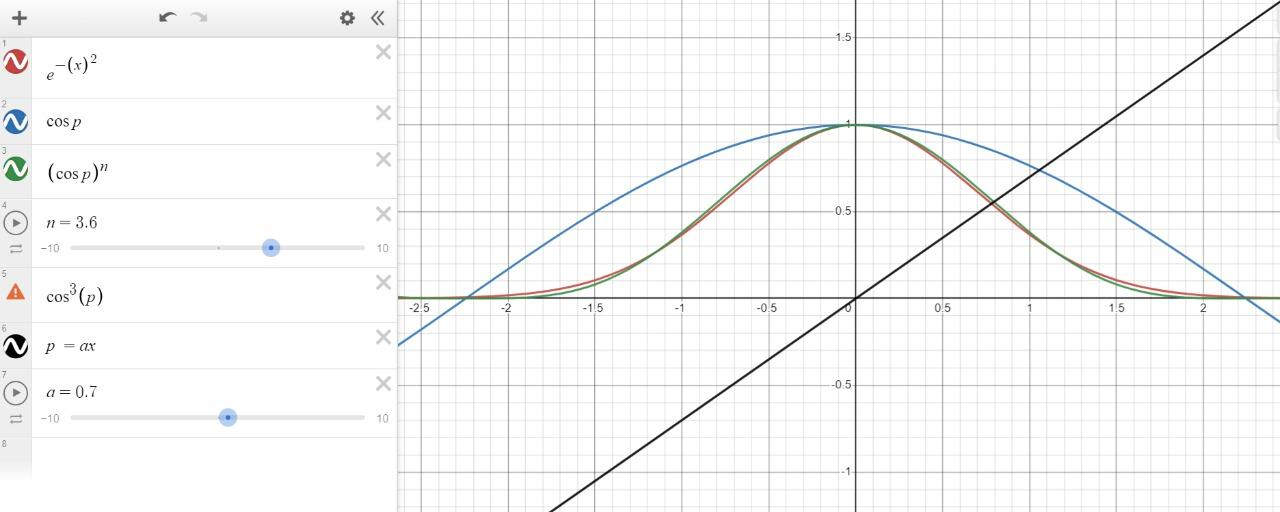 1
e^{-(x)^2}
2
cos p
3
(cos p)^n
4
n = 3.6
−10 10
5
cos^3(p)
6
p = ax
7
a = 0.7
−10 10
8
1.5
1
0.5
-2.5 -2 -1.5 -1 -0.5 0 0.5 1 1.5 2
-0.5
-1